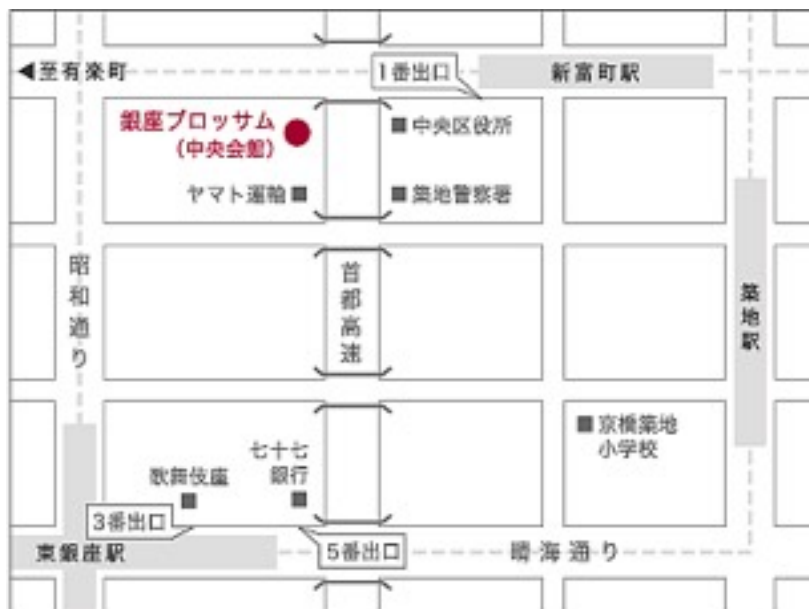 ◀至有楽町
1番出口
新富町駅
銀座ブロッサム
(中央会館)
中央区役所
ヤマト運輸
築地警察署
昭和通り
首都高速
築地駅
京橋築地
小学校
歌舞伎座
七十七
銀行
3番出口
東銀座駅
5番出口
晴海通り